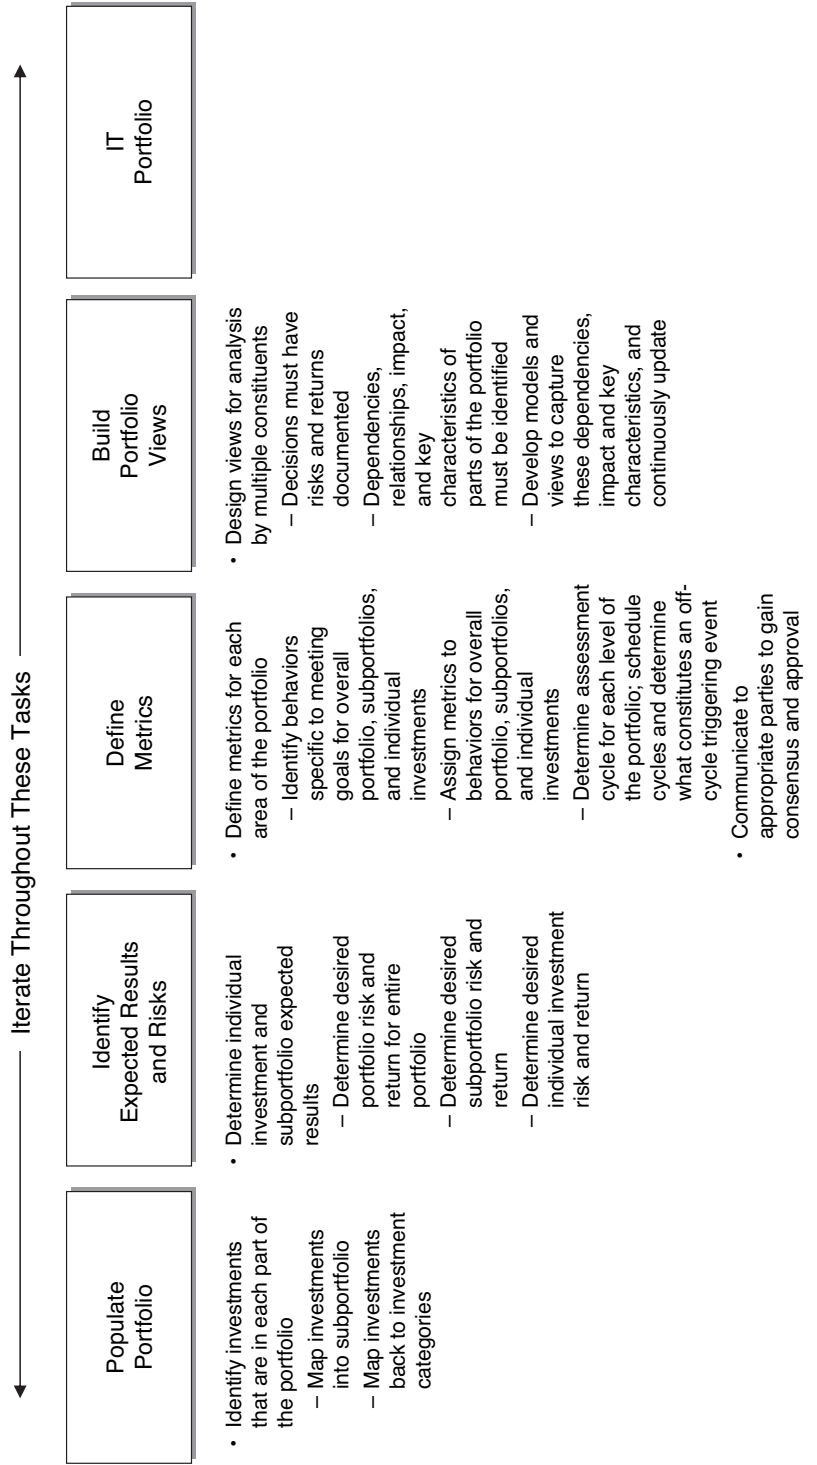 Iterate Throughout These Tasks
Populate
Portfolio
• Identify investments
that are in each part of
the portfolio
– Map investments
into subportfolio
– Map investments
back to investment
categories
Identify
Expected Results
and Risks
• Determine individual
investment and
subportfolio expected
results
– Determine desired
portfolio risk and
return for entire
portfolio
– Determine desired
subportfolio risk and
return
– Determine desired
individual investment
risk and return
Define
Metrics
• Define metrics for each
area of the portfolio
– Identify behaviors
specific to meeting
goals for overall
portfolio, subportfolios,
and individual
investments
– Assign metrics to
behaviors for overall
portfolio, subportfolios,
and individual
investments
– Determine assessment
cycle for each level of
the portfolio; schedule
cycles and determine
what constitutes an off-
cycle triggering event
• Communicate to
appropriate parties to gain
consensus and approval
Build
Portfolio
Views
• Design views for analysis
by multiple constituents
– Decisions must have
risks and returns
documented
– Dependencies,
relationships, impact,
and key
characteristics of
parts of the portfolio
must be identified
– Develop models and
views to capture
these dependencies,
impact and key
characteristics, and
continuously update
IT
Portfolio